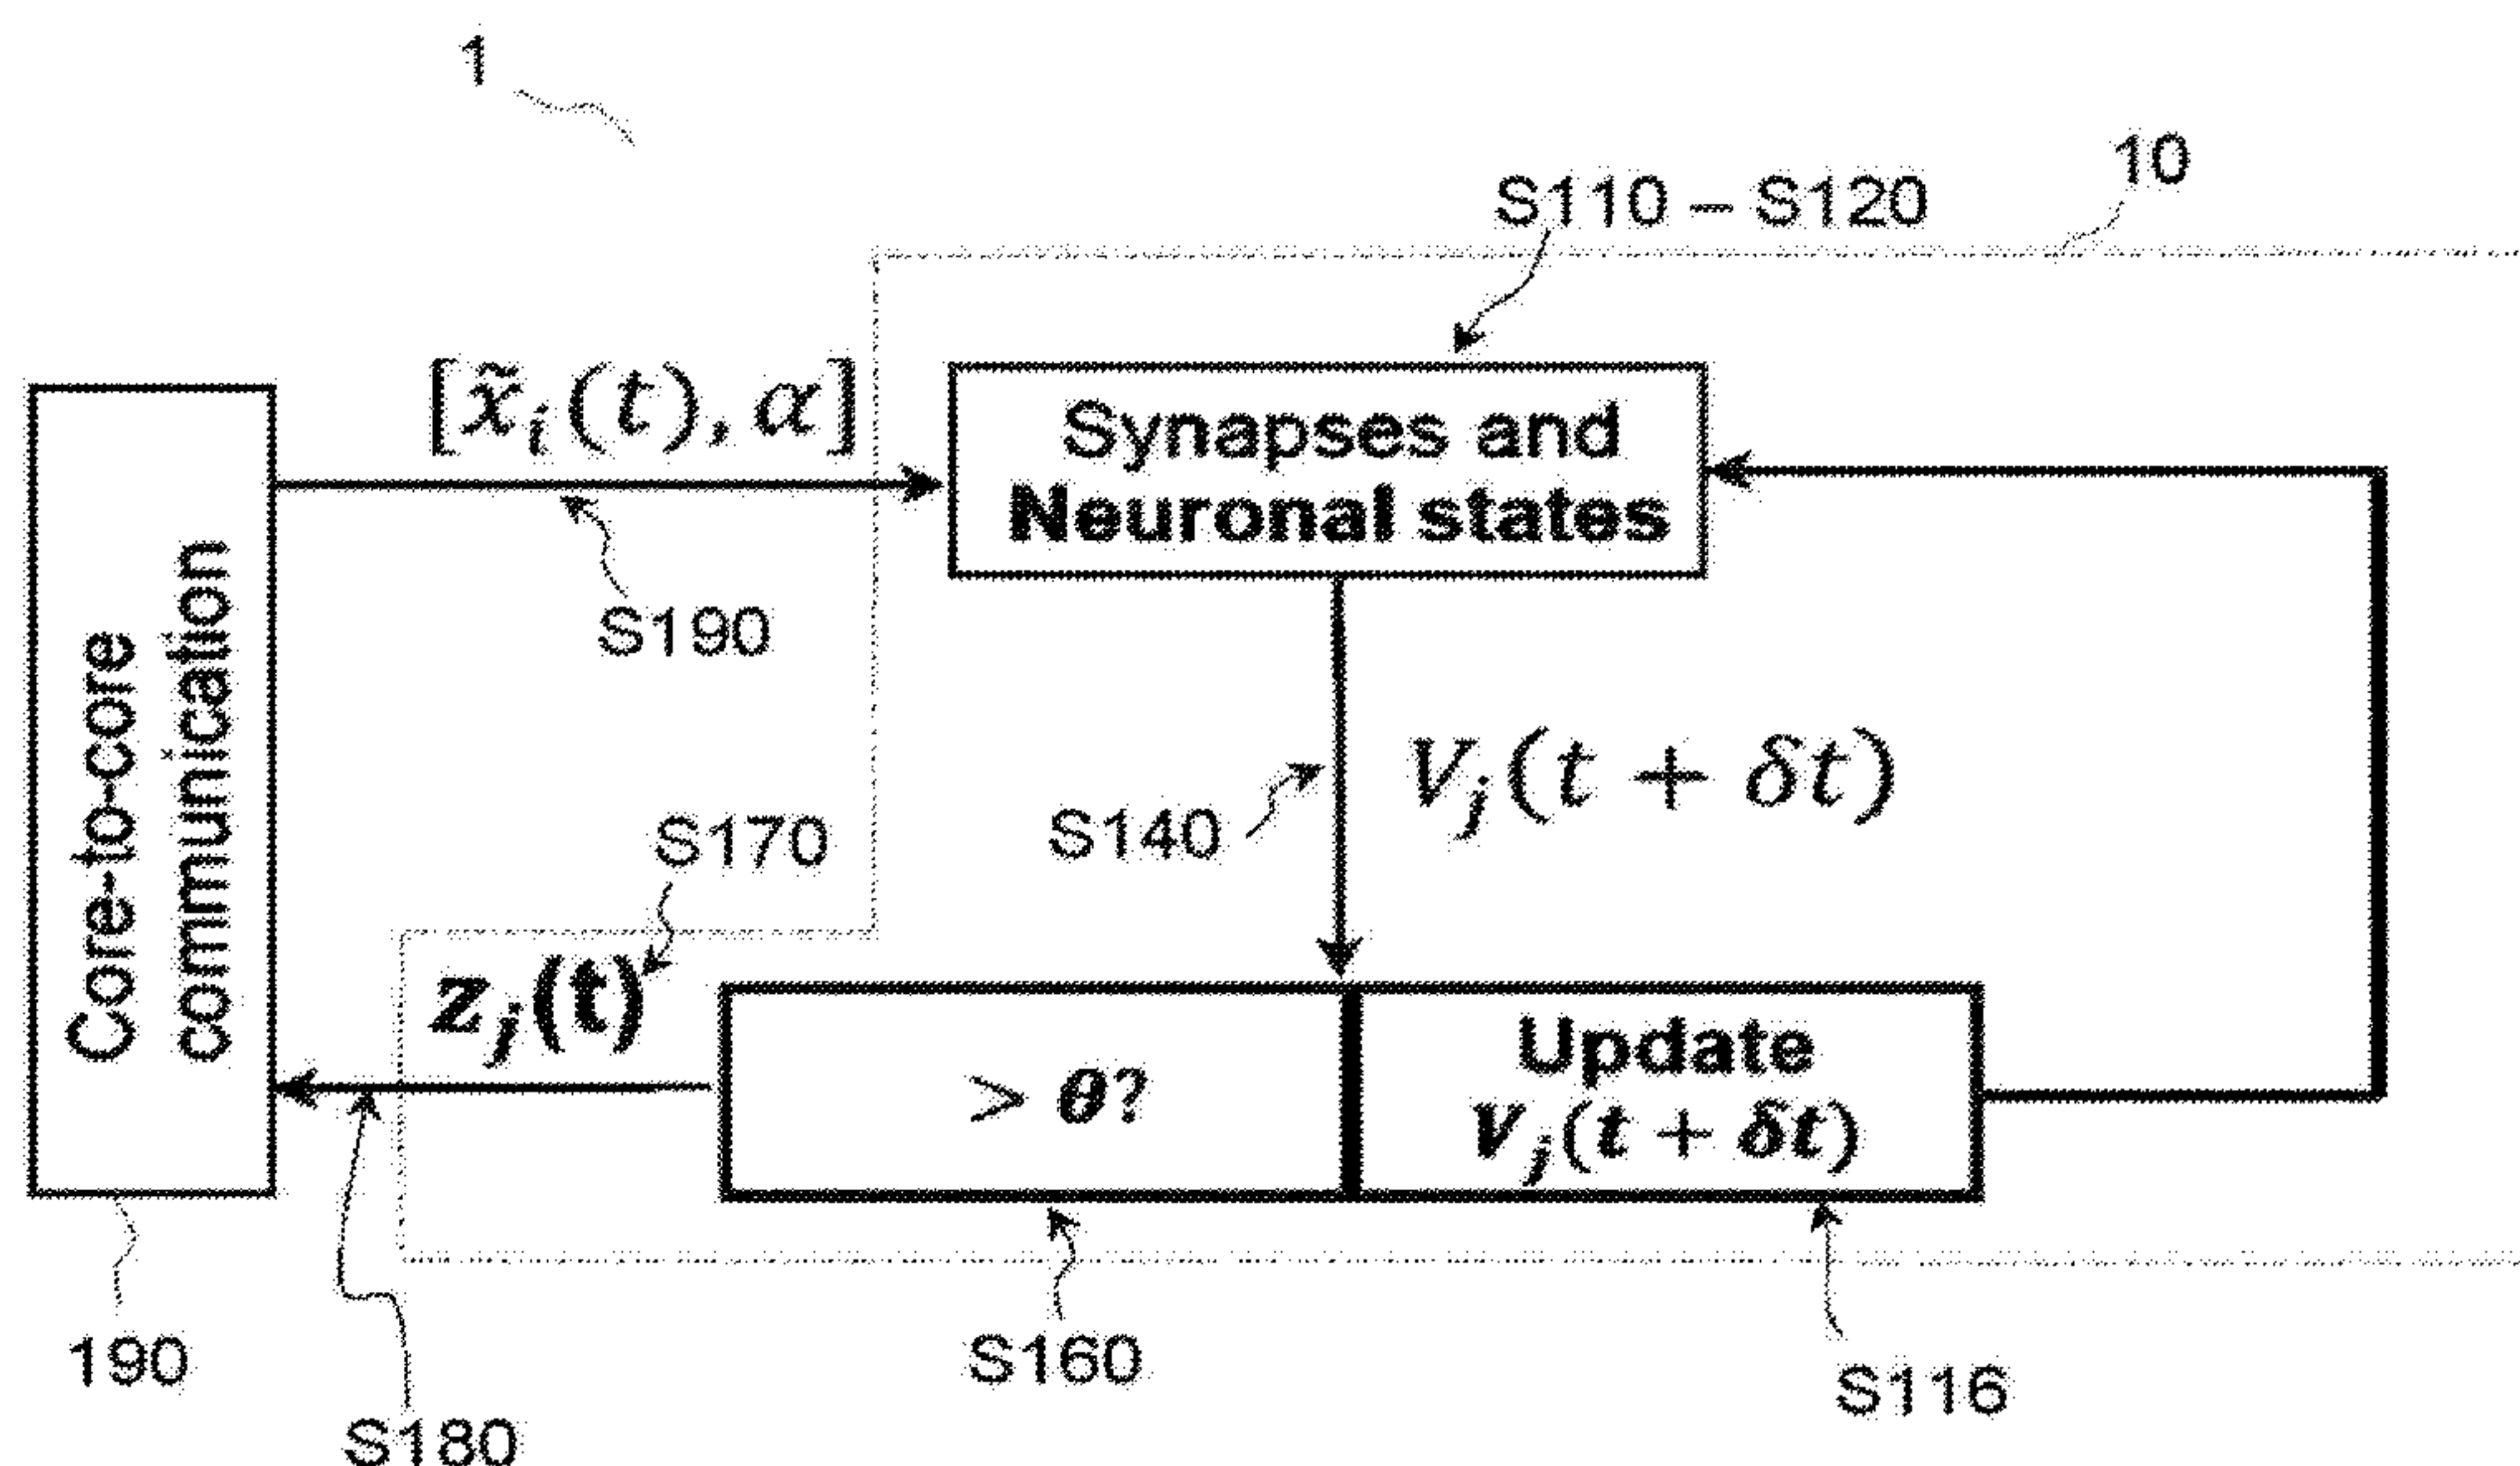 1
10
S110 – S120
[x̃ᵢ(t), α]
Synapses and
Neuronal states
S190
Core-to-core
communication
Vⱼ(t + δt)
S140
S170
zⱼ(t)
> θ?
Update
Vⱼ(t + δt)
190
S160
S116
S180